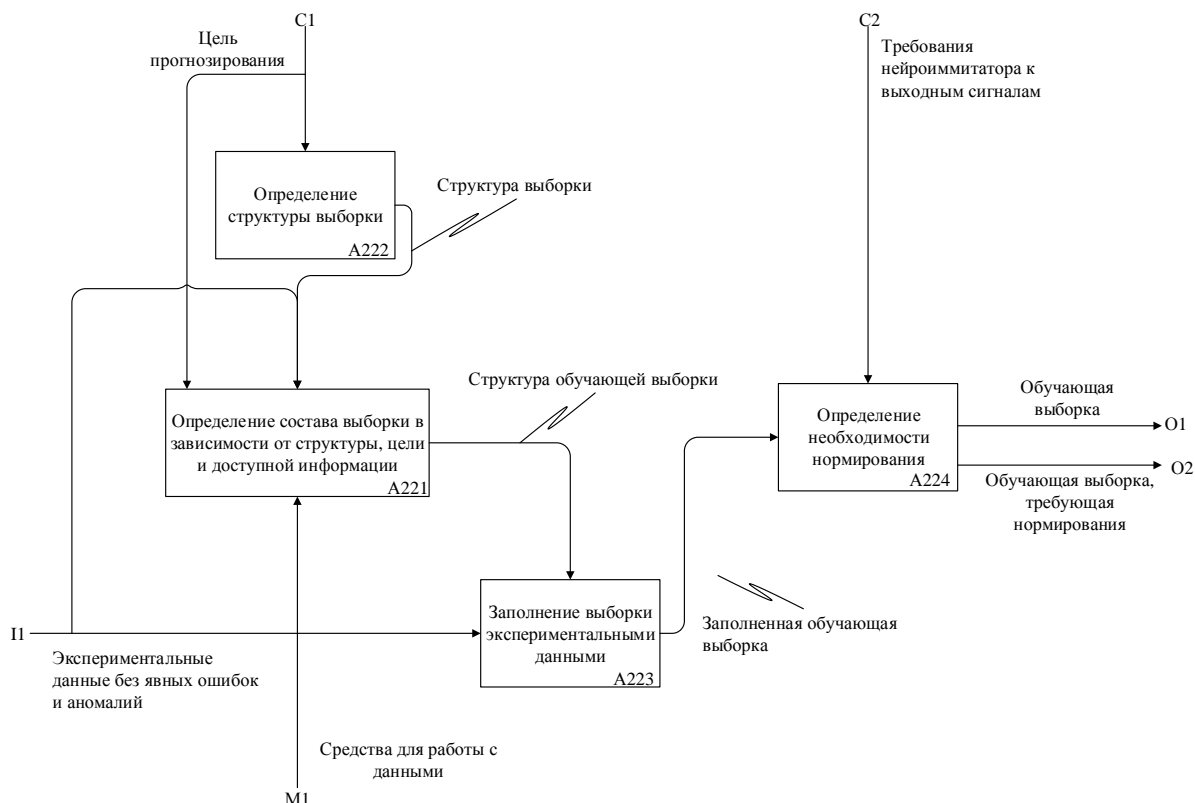 C1
C2
Цель
прогнозирования
Требования
нейроиммитатора к
выходным сигналам
Определение
структуры выборки
A222
Структура выборки
Структура обучающей выборки
Определение состава выборки в
зависимости от структуры, цели
и доступной информации
A221
Определение
необходимости
нормирования
A224
Обучающая
выборка
O1
O2
Обучающая выборка,
требующая
нормирования
I1
Экспериментальные
данные без явных ошибок
и аномалий
Заполнение выборки
экспериментальными
данными
A223
Заполненная обучающая
выборка
Средства для работы с
данными
M1